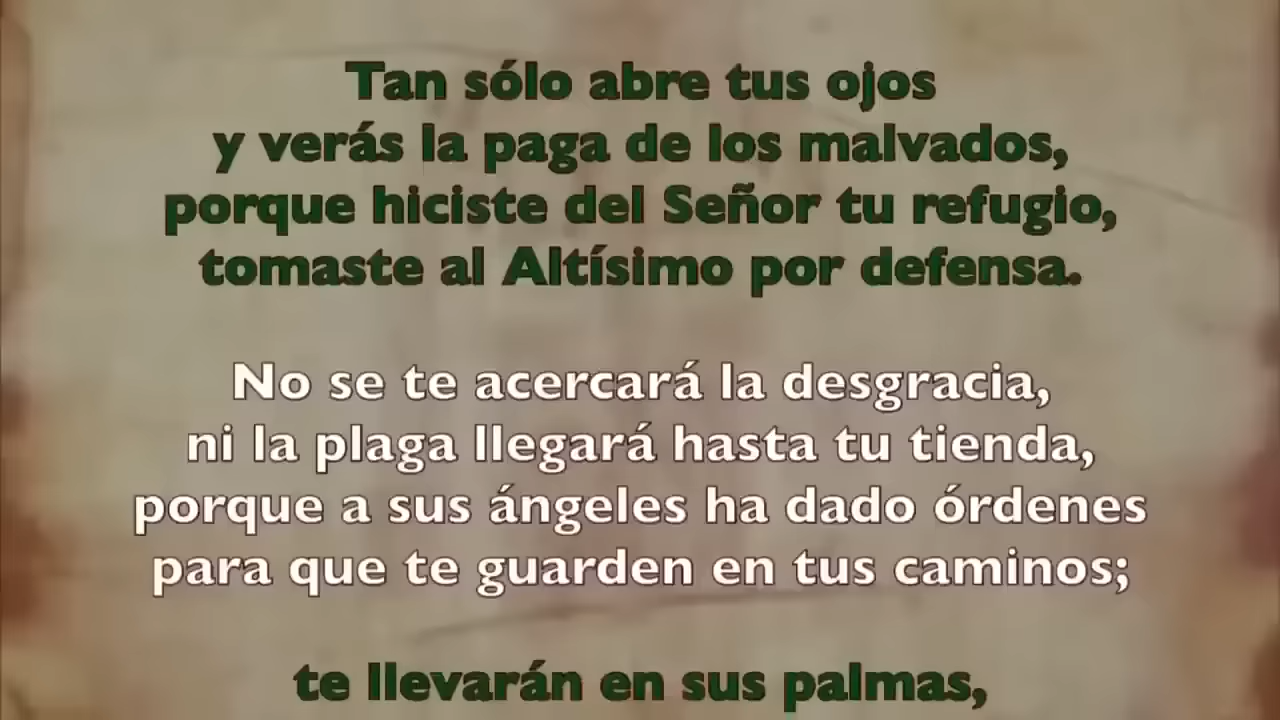 Tan sólo abre tus ojos
y verás la paga de los malvados,
porque hiciste del Señor tu refugio,
tomaste al Altísimo por defensa.
No se te acercará la desgracia,
ni la plaga llegará hasta tu tienda,
porque a sus ángeles ha dado órdenes
para que te guarden en tus caminos;
te llevarán en sus palmas,